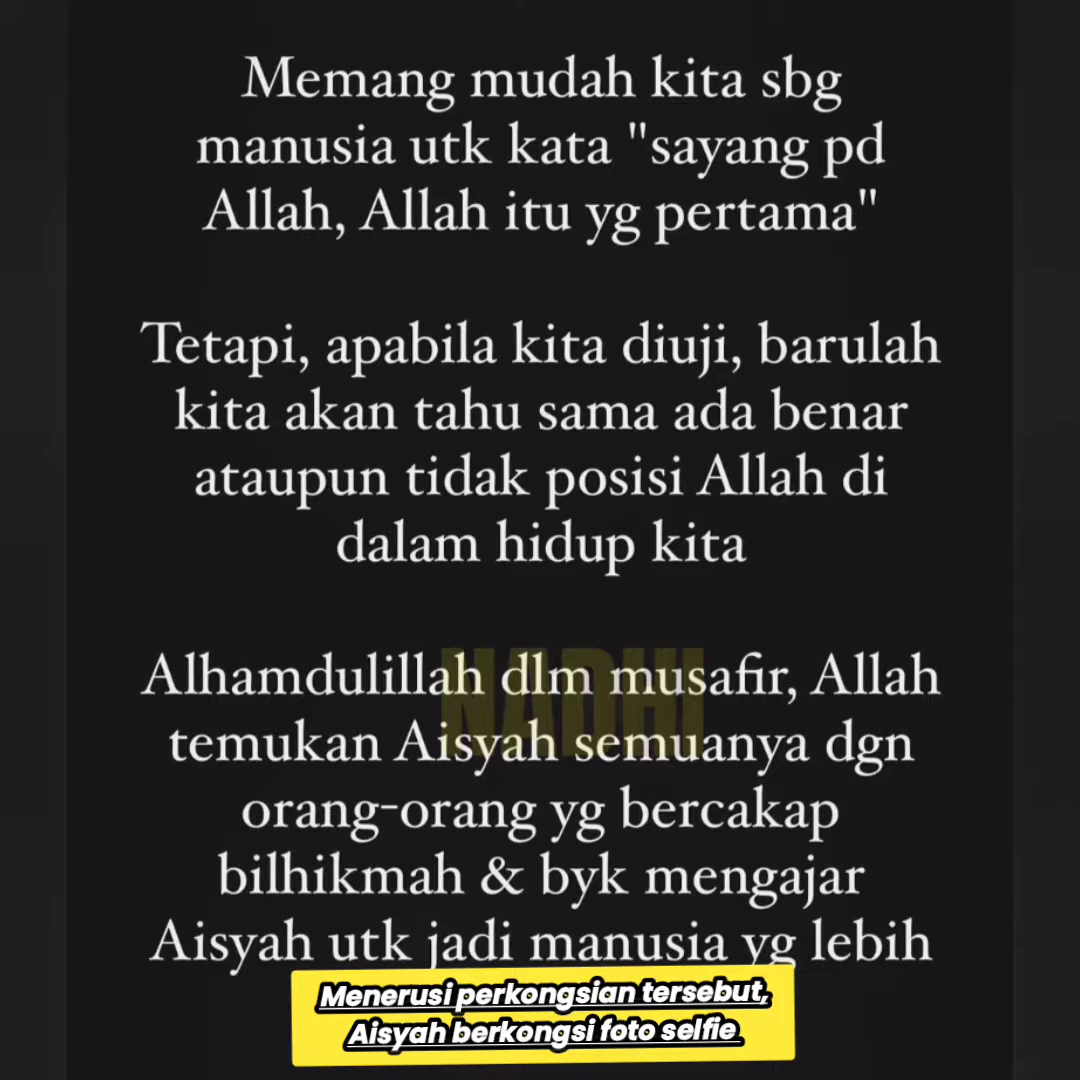 Memang mudah kita sbg
manusia utk kata "sayang pd
Allah, Allah itu yg pertama"
Tetapi, apabila kita diuji, barulah
kita akan tahu sama ada benar
ataupun tidak posisi Allah di
dalam hidup kita
Alhamdulillah dlm musafir, Allah
temukan Aisyah semuanya dgn
orang-orang yg bercakap
bilhikmah & byk mengajar
Aisyah utk jadi manusia yg lebih
NADHI
Menerusi perkongsian tersebut,
Aisyah berkongsi foto selfie